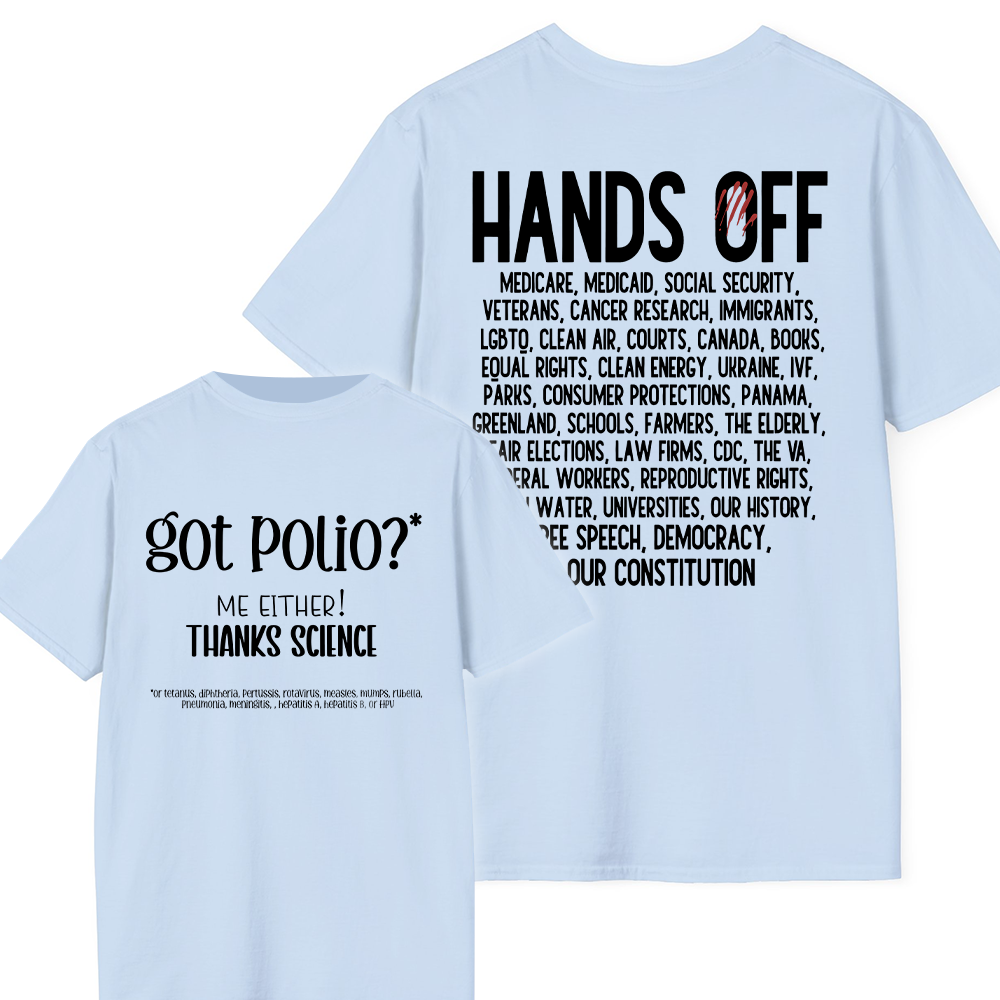 HANDS OFF
MEDICARE, MEDICAID, SOCIAL SECURITY,
VETERANS, CANCER RESEARCH, IMMIGRANTS,
LGBTQ, CLEAN AIR, COURTS, CANADA, BOOKS,
EQUAL RIGHTS, CLEAN ENERGY, UKRAINE, IVF,
PARKS, CONSUMER PROTECTIONS, PANAMA,
GREENLAND, SCHOOLS, FARMERS, THE ELDERLY,
ELECTIONS, LAW FIRMS, CDC, THE VA,
WORKERS, REPRODUCTIVE RIGHTS,
WATER, UNIVERSITIES, OUR HISTORY,
SPEECH, DEMOCRACY,
OUR CONSTITUTION
got polio?*
ME EITHER!
THANKS SCIENCE
*or tetanus, diphtheria, pertussis, rotavirus, measles, mumps, rubella,
pneumonia, meningitis, , hepatitis A, hepatitis B, or HPV